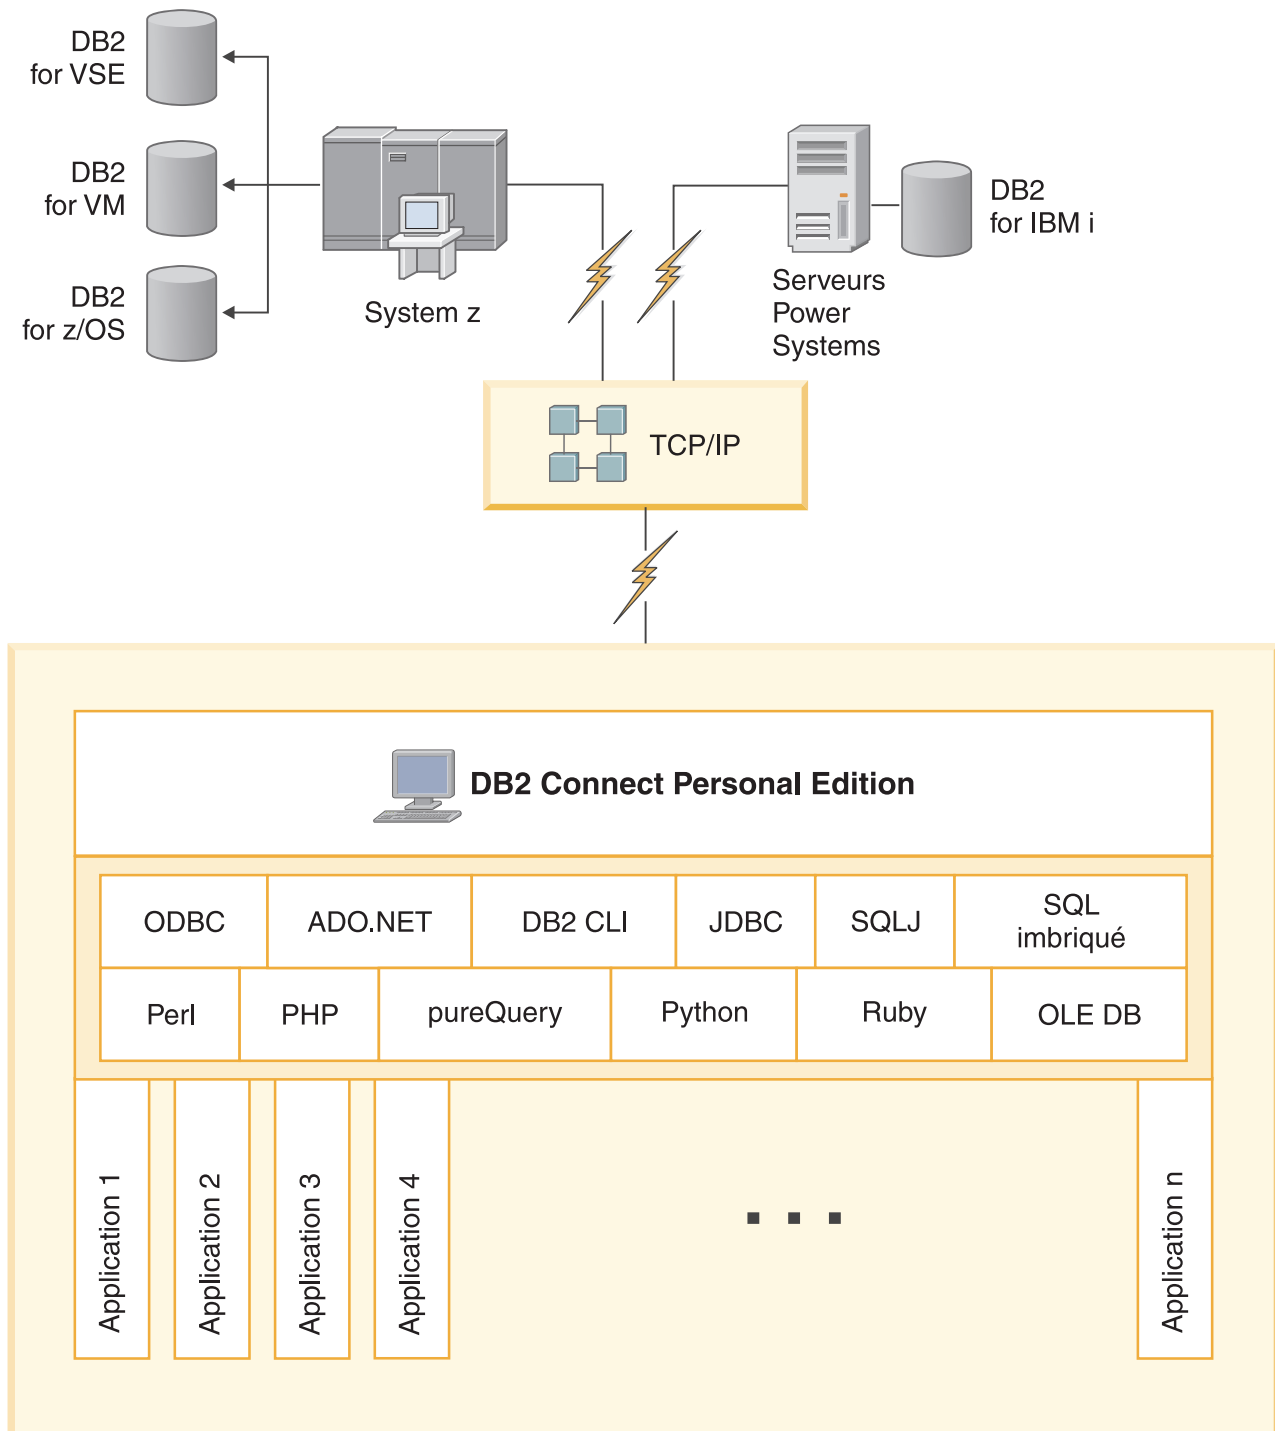 DB2
for VSE
DB2
for VM
DB2
for z/OS
System z
Serveurs
Power
Systems
DB2
for IBM i
TCP/IP
DB2 Connect Personal Edition
ODBC
ADO.NET
DB2 CLI
JDBC
SQLJ
SQL
imbriqué
Perl
PHP
pureQuery
Python
Ruby
OLE DB
Application 1
Application 2
Application 3
Application 4
. . .
Application n